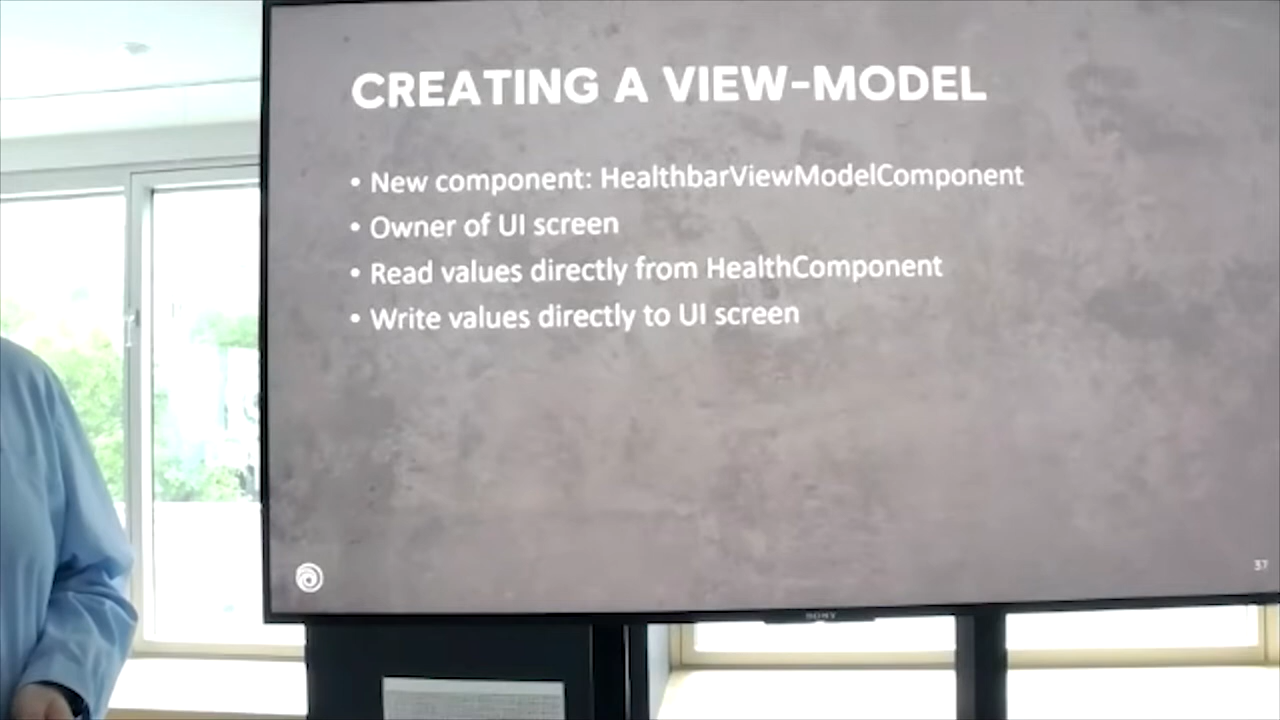 CREATING A VIEW-MODEL
• New component: HealthbarViewModelComponent
• Owner of UI screen
• Read values directly from HealthComponent
• Write values directly to UI screen
37
SONY